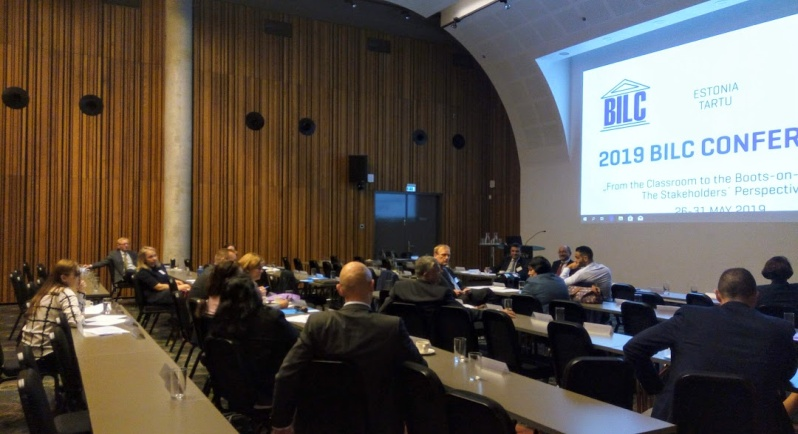 BILC
ESTONIA
TARTU
2019 BILC CONFER
„From the Classroom to the Boots-on-
The Stakeholders' Perspectiv
26-31 MAY 2019